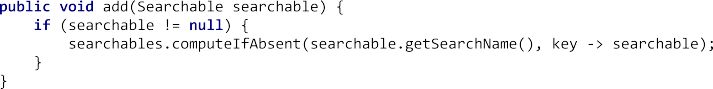 public void add(Searchable searchable) {
    if (searchable != null) {
        searchables.computeIfAbsent(searchable.getSearchName(), key -> searchable);
    }
}